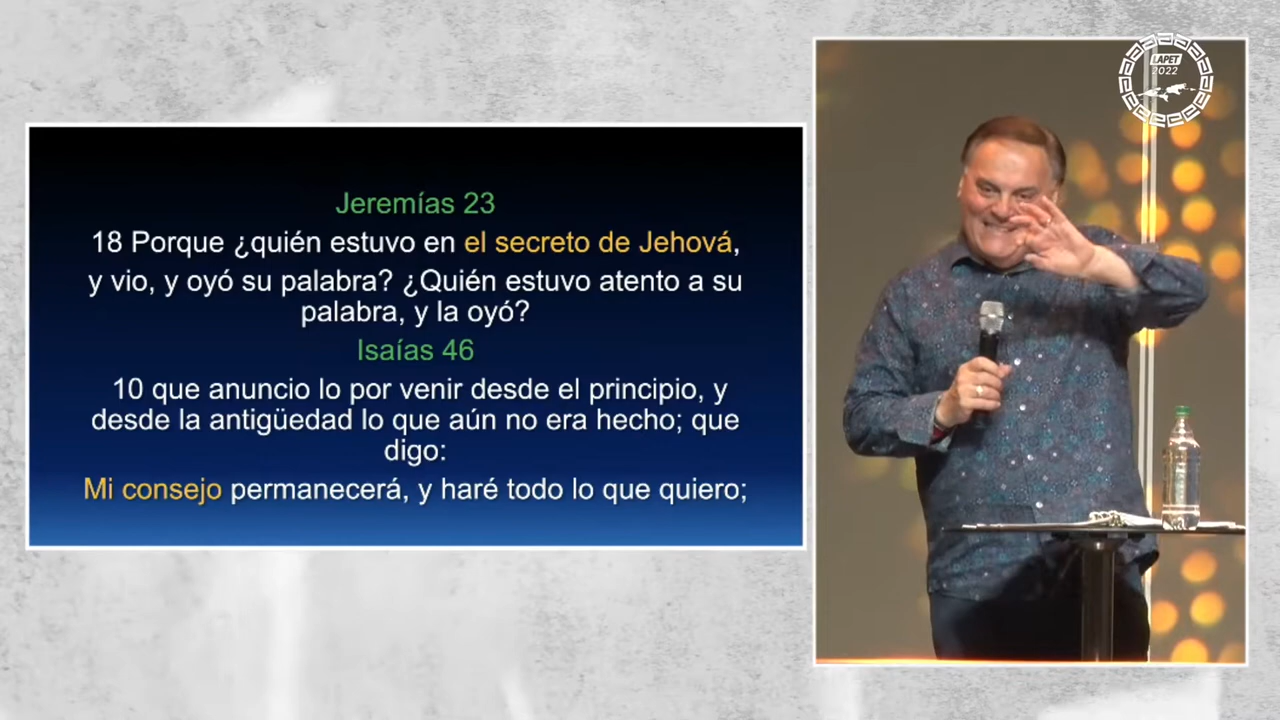 Jeremías 23
18 Porque ¿quién estuvo en el secreto de Jehová,
y vio, y oyó su palabra? ¿Quién estuvo atento a su
palabra, y la oyó?
Isaías 46
10 que anuncio lo por venir desde el principio, y
desde la antigüedad lo que aún no era hecho; que
digo:
Mi consejo permanecerá, y haré todo lo que quiero;
LAPET
2022